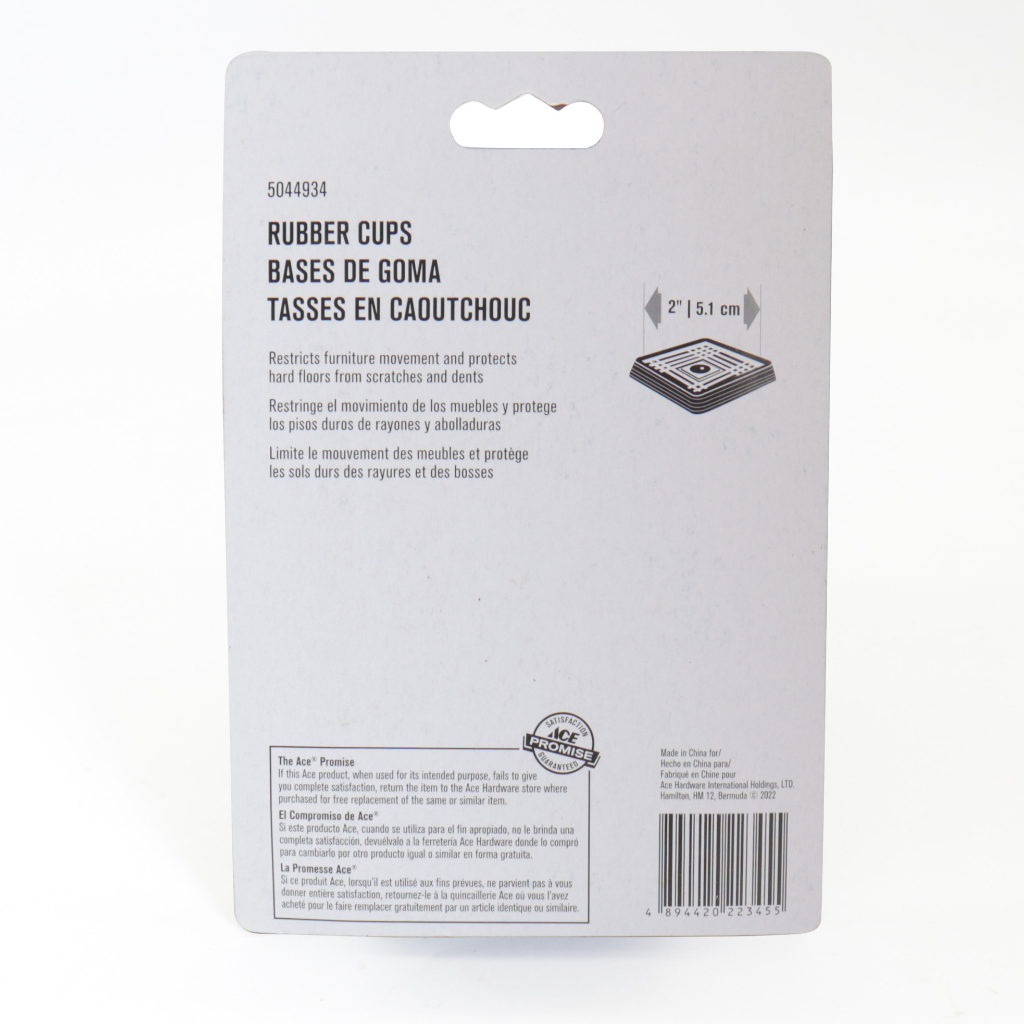 5044934
RUBBER CUPS
BASES DE GOMA
TASSES EN CAOUTCHOUC
2" | 5.1 cm
Restricts furniture movement and protects
hard floors from scratches and dents
Restringe el movimiento de los muebles y protege
los pisos duros de rayones y abolladuras
Limite le mouvement des meubles et protège
les sols durs des rayures et des bosses
SATISFACTION
ACE
PROMISE
GUARANTEED
The Ace® Promise
If this Ace product, when used for its intended purpose, fails to give
you complete satisfaction, return the item to the Ace Hardware store where
purchased for free replacement of the same or similar item.
El Compromiso de Ace®
Si este producto Ace, cuando se utiliza para el fin apropiado, no le brinda una
completa satisfacción, devuélvalo a la ferretería Ace Hardware donde lo compró
para cambiarlo por otro producto igual o similar en forma gratuita.
La Promesse Ace®
Si ce produit Ace, lorsqu'il est utilisé aux fins prévues, ne parvient pas à vous
donner entière satisfaction, retournez-le à la quincaillerie Ace où vous l'avez
acheté pour le faire remplacer gratuitement par un article identique ou similaire.
Made in China for/
Hecho en China para/
Fabriqué en Chine pour
Ace Hardware International Holdings, LTD.
Hamilton, HM 12, Bermuda © 2022
4 894420 223455